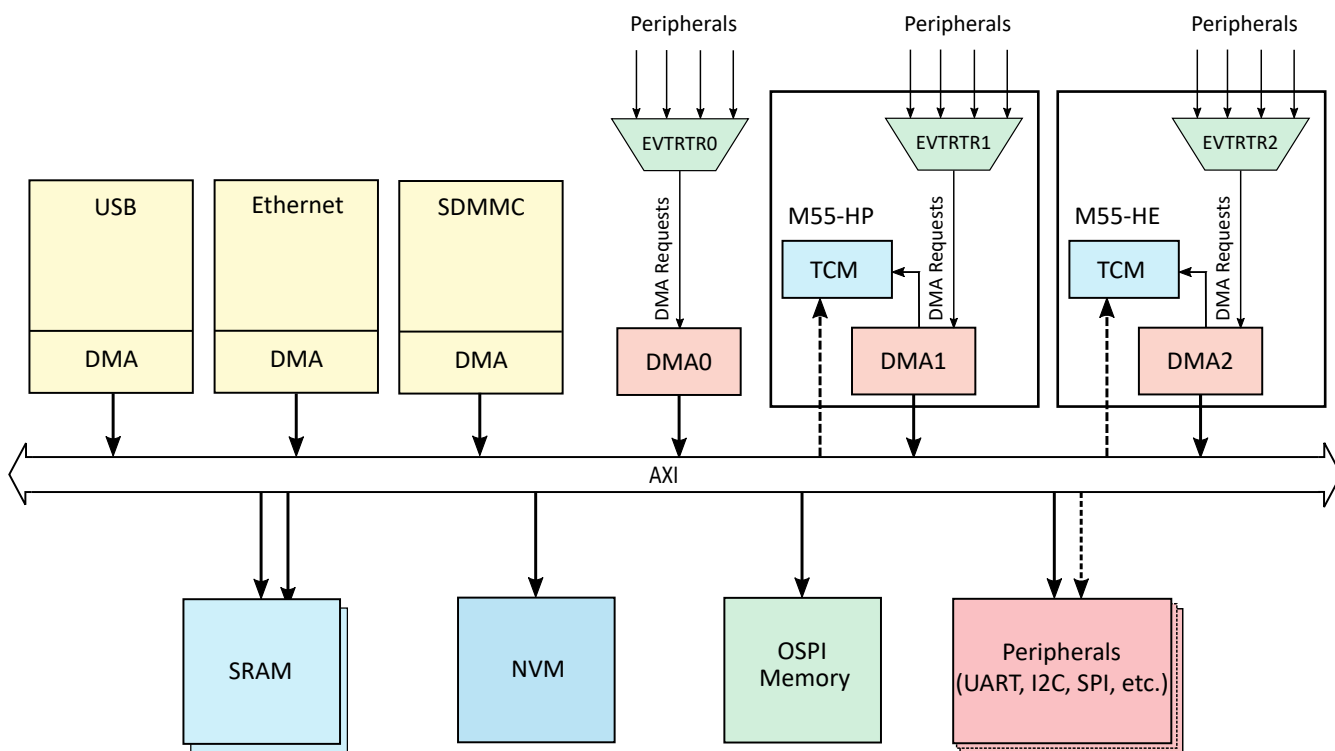 Peripherals
Peripherals
Peripherals
EVTRTR0
EVTRTR1
EVTRTR2
USB
Ethernet
SDMMC
DMA Requests
M55-HP
TCM
DMA Requests
M55-HE
TCM
DMA Requests
DMA
DMA
DMA
DMA0
DMA1
DMA2
AXI
SRAM
NVM
OSPI
Memory
Peripherals
(UART, I2C, SPI, etc.)